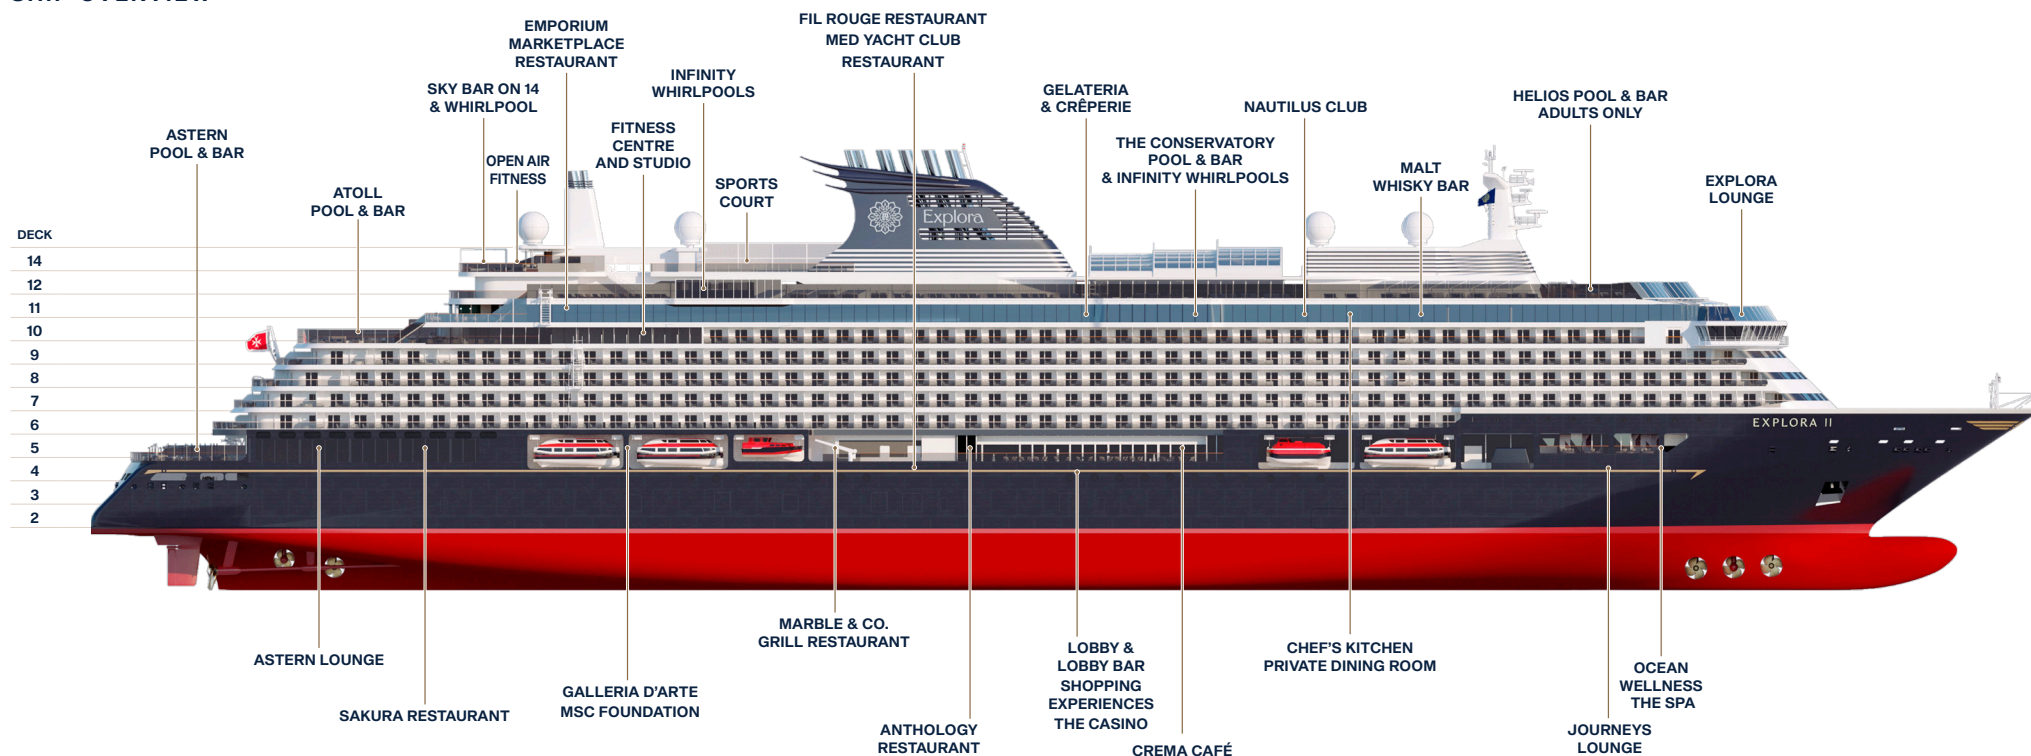 EMPORIUM
MARKETPLACE
RESTAURANT
FIL ROUGE RESTAURANT
MED YACHT CLUB
RESTAURANT
SKY BAR ON 14
& WHIRLPOOL
INFINITY
WHIRLPOOLS
GELATERIA
& CRÊPERIE
NAUTILUS CLUB
HELIOS POOL & BAR
ADULTS ONLY
ASTERN
POOL & BAR
OPEN AIR
FITNESS
FITNESS
CENTRE
AND STUDIO
THE CONSERVATORY
POOL & BAR
& INFINITY WHIRLPOOLS
MALT
WHISKY BAR
ATOLL
POOL & BAR
SPORTS
COURT
EXPLORA
LOUNGE
Explora
DECK
14
12
11
10
9
8
7
6
5
4
3
2
EXPLORA II
ASTERN LOUNGE
SAKURA RESTAURANT
GALLERIA D'ARTE
MSC FOUNDATION
MARBLE & CO.
GRILL RESTAURANT
ANTHOLOGY
RESTAURANT
LOBBY &
LOBBY BAR
SHOPPING
EXPERIENCES
THE CASINO
CREMA CAFÉ
CHEF'S KITCHEN
PRIVATE DINING ROOM
JOURNEYS
LOUNGE
OCEAN
WELLNESS
THE SPA